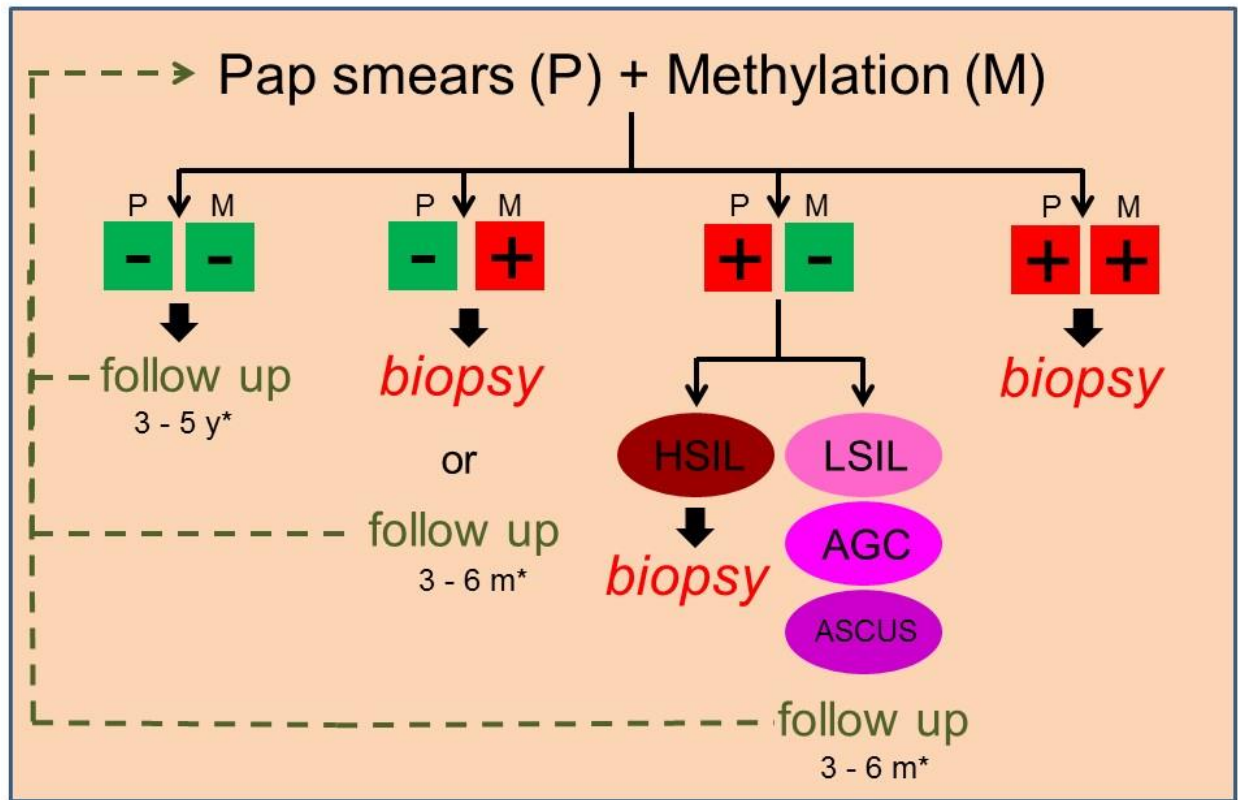 Pap smears (P) + Methylation (M)
P M
- -
follow up
3 - 5 y*
P M
- +
biopsy
or
follow up
3 - 6 m*
P M
+ -
HSIL
biopsy
LSIL
AGC
ASCUS
follow up
3 - 6 m*
P M
+ +
biopsy